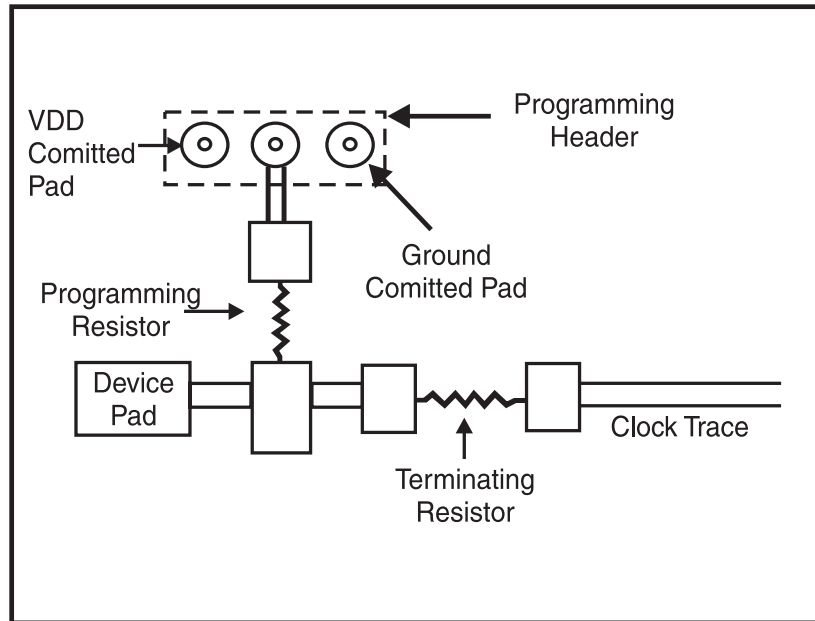 VDD
Comitted
Pad
Programming
Header
Ground
Comitted Pad
Programming
Resistor
Device
Pad
Clock Trace
Terminating
Resistor